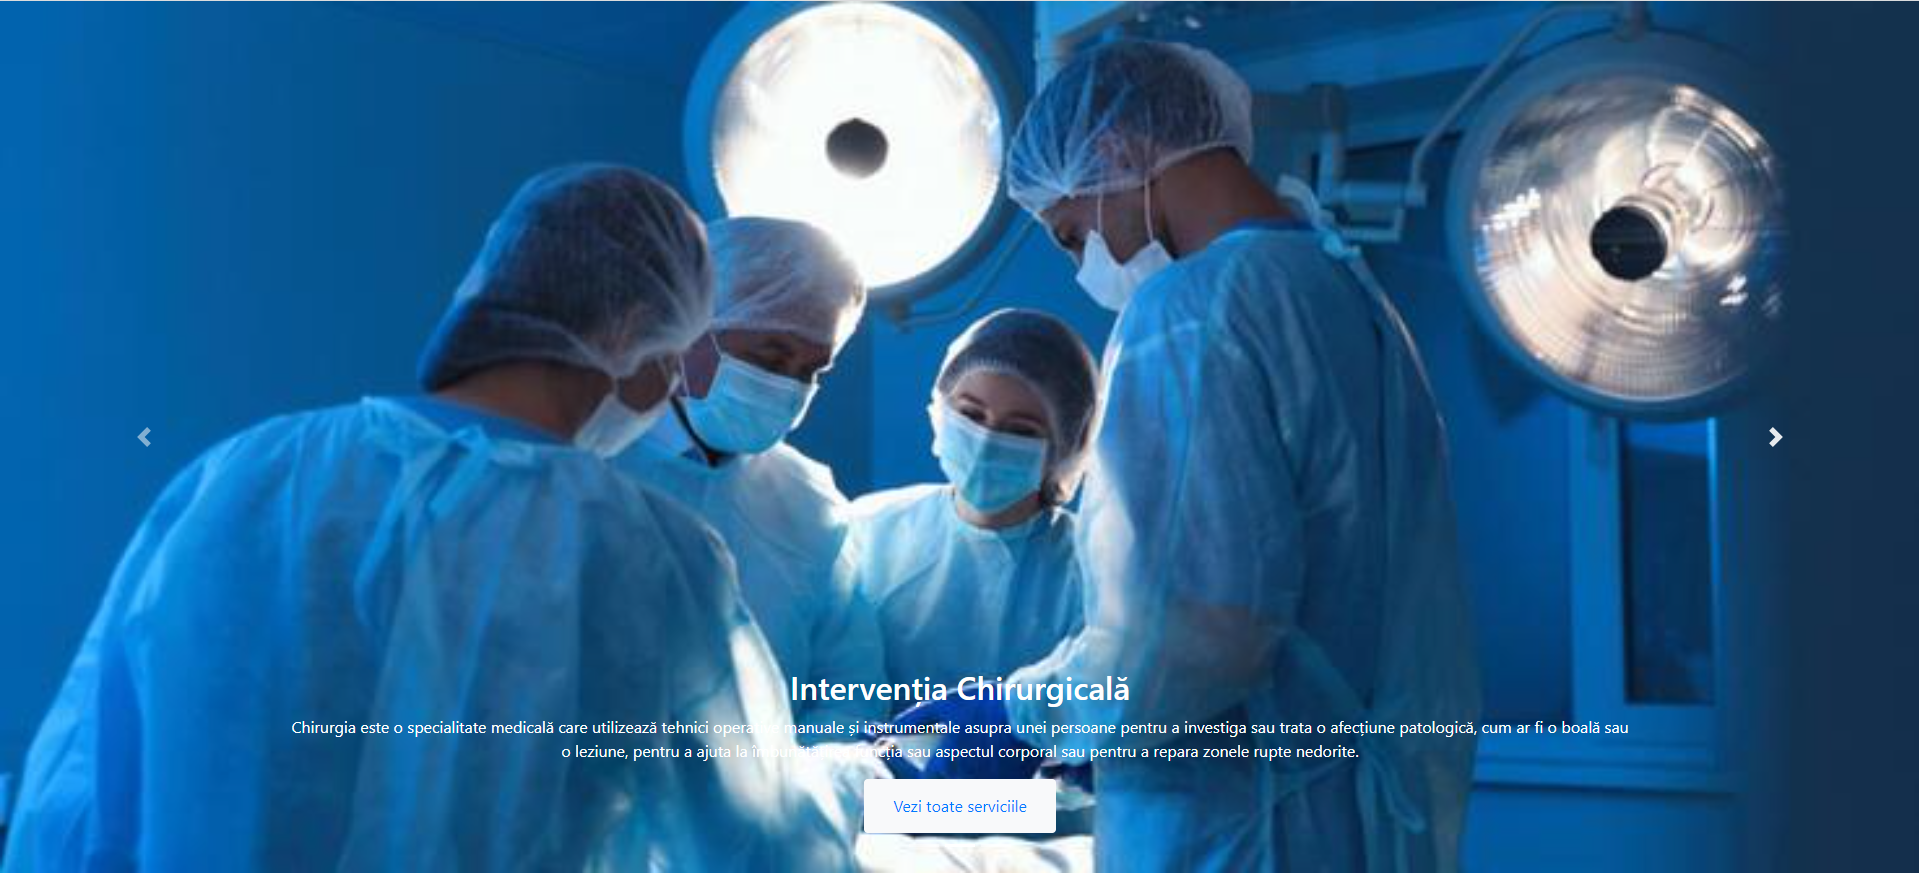 Intervenția Chirurgicală
Chirurgia este o specialitate medicală care utilizează tehnici manuale și instrumentale asupra unei persoane pentru a investiga sau trata o afecțiune patologică, cum ar fi o boală sau
o leziune, pentru a ajuta la funcția sau aspectul corporal sau pentru a repara zonele rupte nedorite.
Vezi toate serviciile